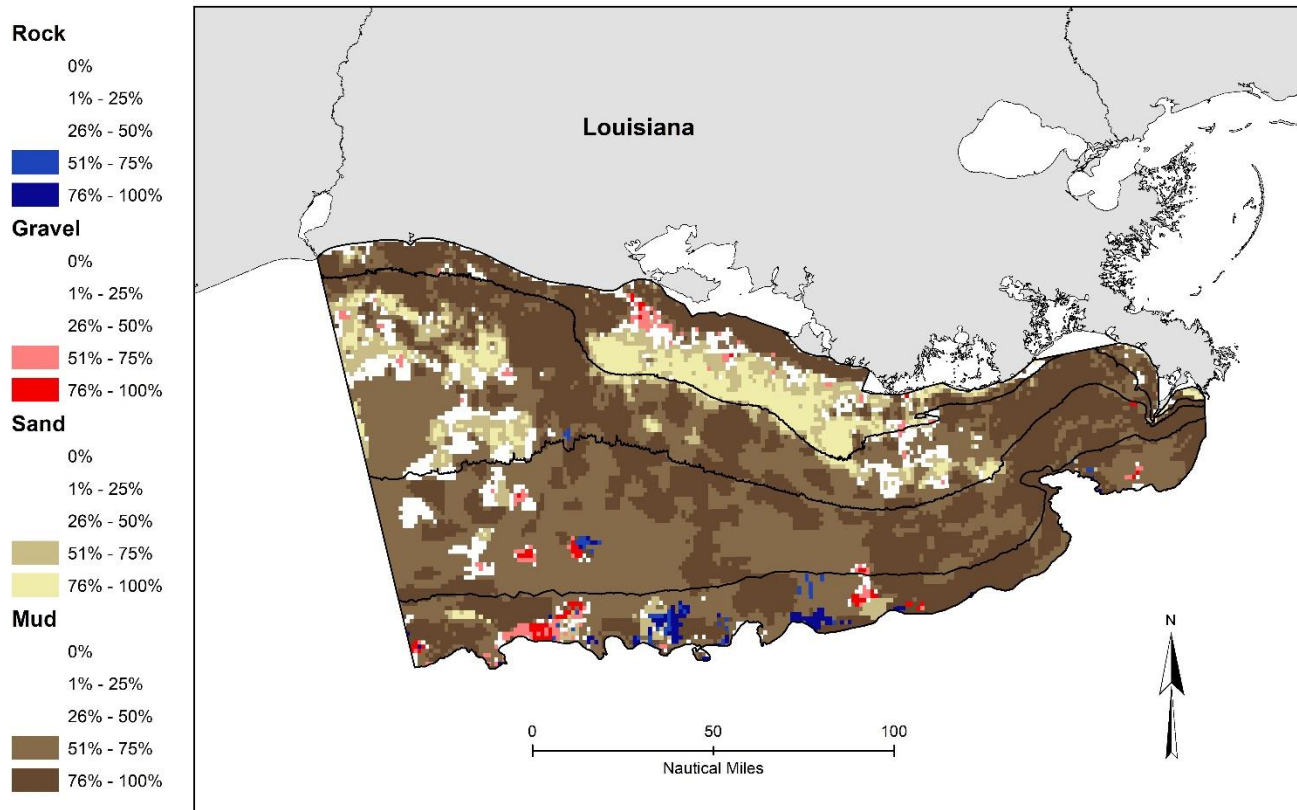 Rock
0%
1% - 25%
26% - 50%
51% - 75%
76% - 100%
Gravel
0%
1% - 25%
26% - 50%
51% - 75%
76% - 100%
Sand
0%
1% - 25%
26% - 50%
51% - 75%
76% - 100%
Mud
0%
1% - 25%
26% - 50%
51% - 75%
76% - 100%
Louisiana
N
0 50 100
Nautical Miles